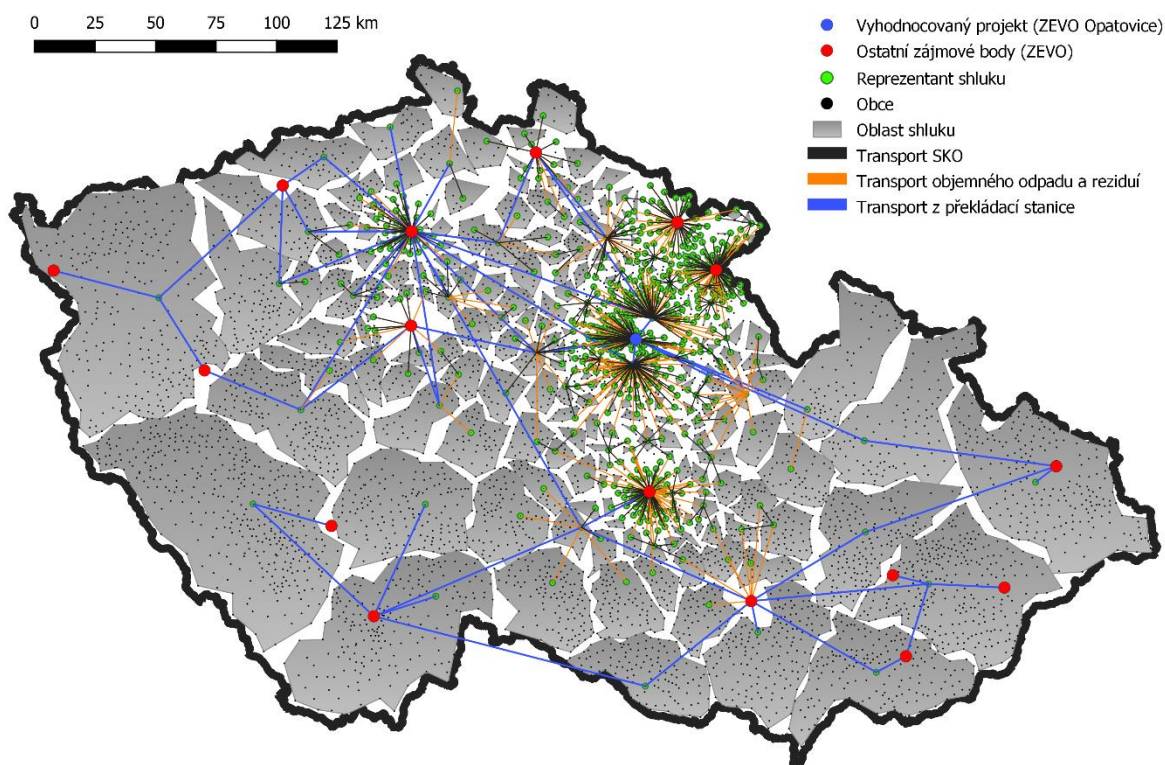 0 25 50 75 100 125 km
Vyhodnocovaný projekt (ZEVO Opatovice)
Ostatní zájmové body (ZEVO)
Reprezentant shluku
Obce
Oblast shluku
Transport SKO
Transport objemného odpadu a reziduí
Transport z překládací stanice